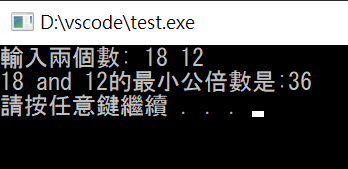 D:\vscode\test.exe
輸入兩個數: 18 12
18 and 12的最小公倍數是:36
請按任意鍵繼續 . . .